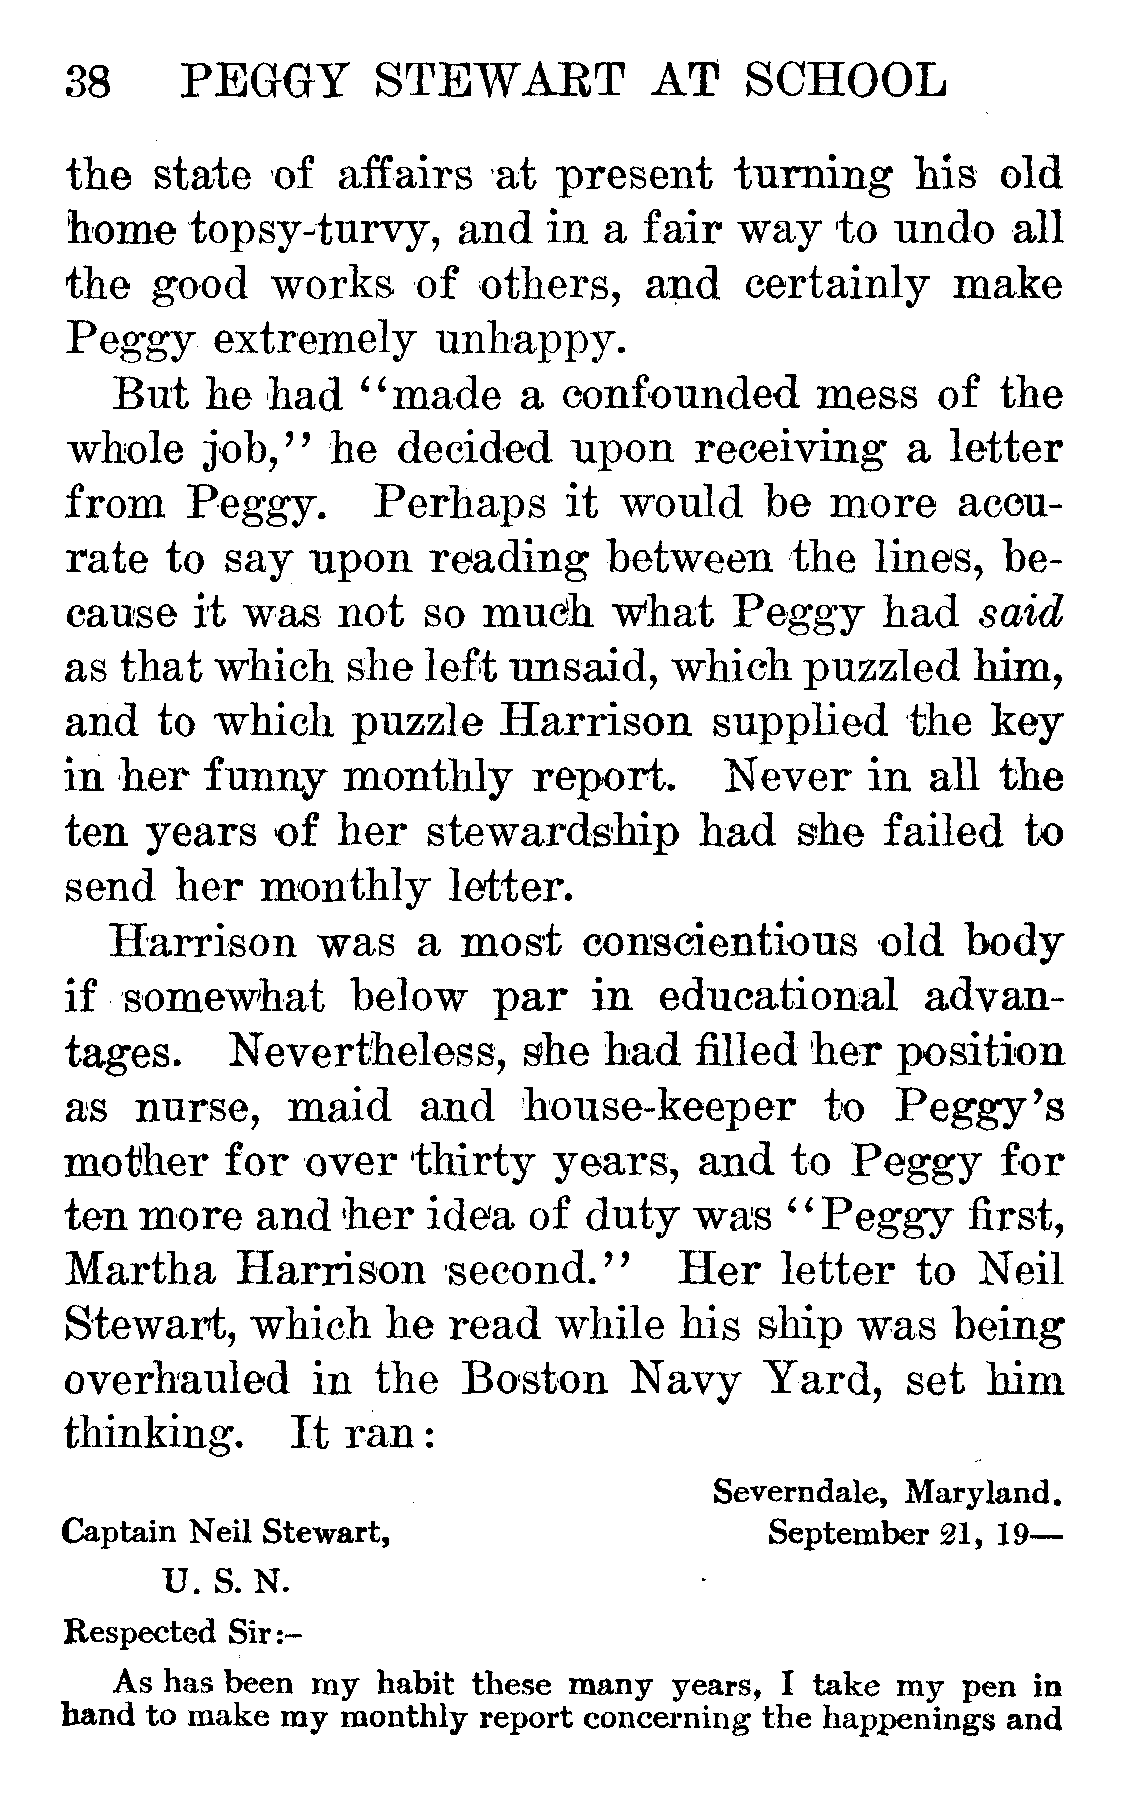 38 PEGGY STEWART AT SCHOOL
the state of affairs at present turning his old
home topsy-turvy, and in a fair way to undo all
the good works of others, and certainly make
Peggy extremely unhappy.
But he had "made a confounded mess of the
whole job," he decided upon receiving a letter
from Peggy. Perhaps it would be more accu-
rate to say upon reading between the lines, be-
cause it was not so much what Peggy had said
as that which she left unsaid, which puzzled him,
and to which puzzle Harrison supplied the key
in her funny monthly report. Never in all the
ten years of her stewardship had she failed to
send her monthly letter.
Harrison was a most conscientious old body
if somewhat below par in educational advan-
tages. Nevertheless, she had filled her position
as nurse, maid and house-keeper to Peggy's
mother for over thirty years, and to Peggy for
ten more and her idea of duty was "Peggy first,
Martha Harrison second." Her letter to Neil
Stewart, which he read while his ship was being
overhauled in the Boston Navy Yard, set him
thinking. It ran:
Severndale, Maryland.
Captain Neil Stewart, September 21, 19—
U. S. N.
Respected Sir:–
As has been my habit these many years, I take my pen in
hand to make my monthly report concerning the happenings and